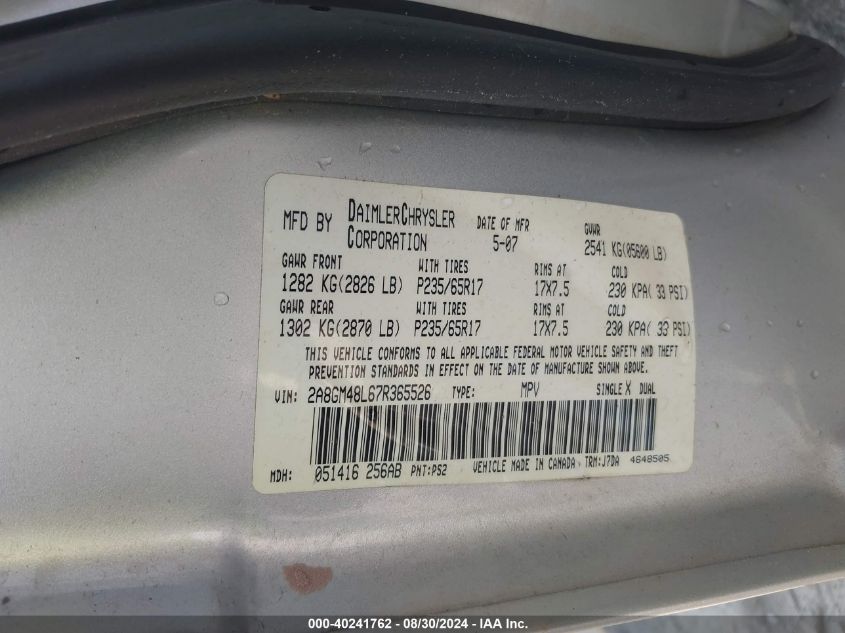 MFD BY DAIMLERCHRYSLER CORPORATION DATE OF MFR 5-07 GVWR 2541 KG(05600 LB)
GAWR FRONT WITH TIRES RIMS AT COLD
1282 KG(2826 LB) P235/65R17 17X7.5 230 KPA( 33 PSI)
GAWR REAR WITH TIRES RIMS AT COLD
1302 KG(2870 LB) P235/65R17 17X7.5 230 KPA( 33 PSI)
THIS VEHICLE CONFORMS TO ALL APPLICABLE FEDERAL MOTOR VEHICLE SAFETY AND THEFT
PREVENTION STANDARDS IN EFFECT ON THE DATE OF MANUFACTURE SHOWN ABOVE.
VIN: 2A8GM48L67R365526 TYPE: MPV SINGLE X DUAL
MDH: 051416 256AB PNT:PS2 VEHICLE MADE IN CANADA TRM:J7DA 4648505
000-40241762 - 08/30/2024 - IAA Inc.